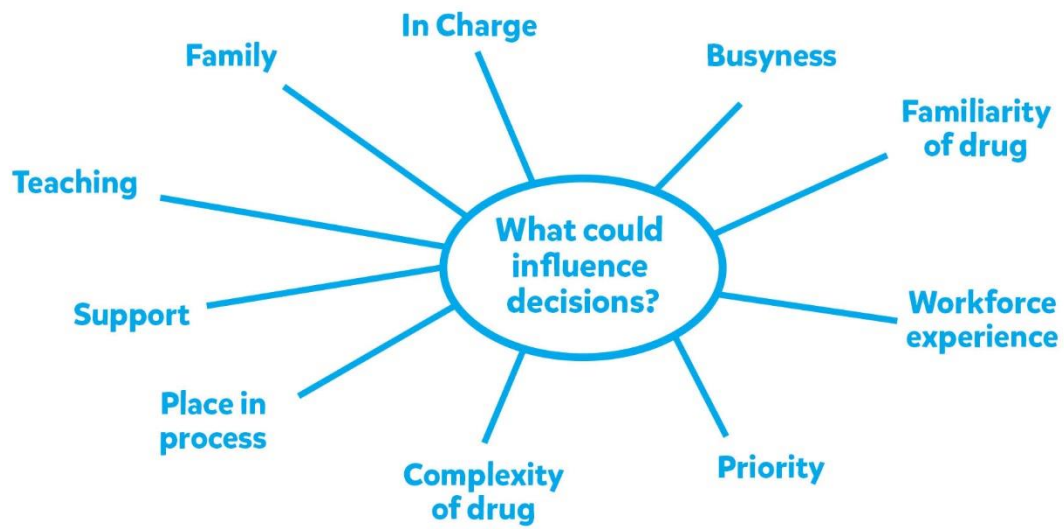 In Charge
Family
Busyness
Familiarity
of drug
Teaching
What could
influence
decisions?
Support
Workforce
experience
Place in
process
Complexity
of drug
Priority